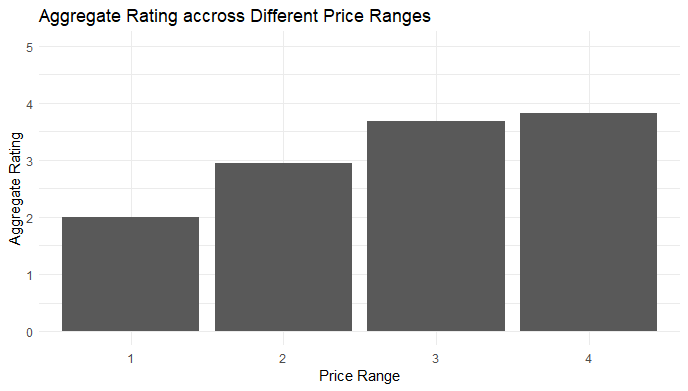 Aggregate Rating accross Different Price Ranges
5
4
3
2
1
0
Aggregate Rating
1 2 3 4
Price Range